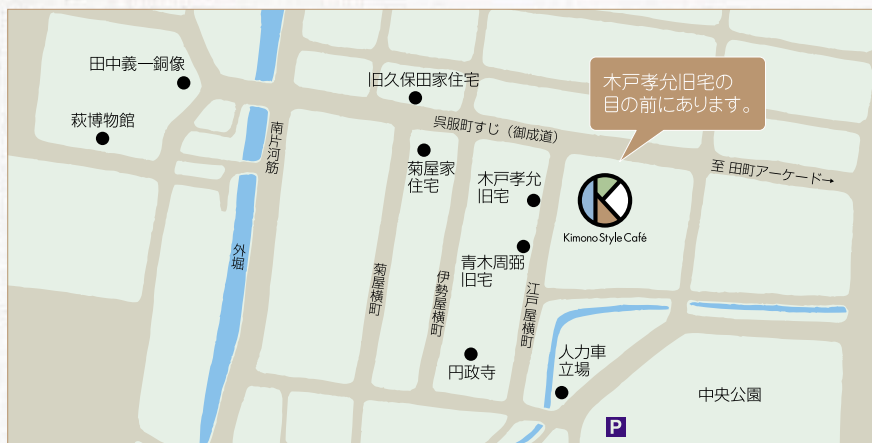 田中義一銅像
萩博物館
旧久保田家住宅
木戸孝允旧宅の
目の前にあります。
呉服町すじ（御成道）
南片河筋
菊屋家
住宅
木戸孝允
旧宅
至 田町アーケード→
Kimono Style Café
外堀
青木周弼
旧宅
菊屋横町
伊勢屋横町
江戸屋横町
円政寺
人力車
立場
中央公園
P